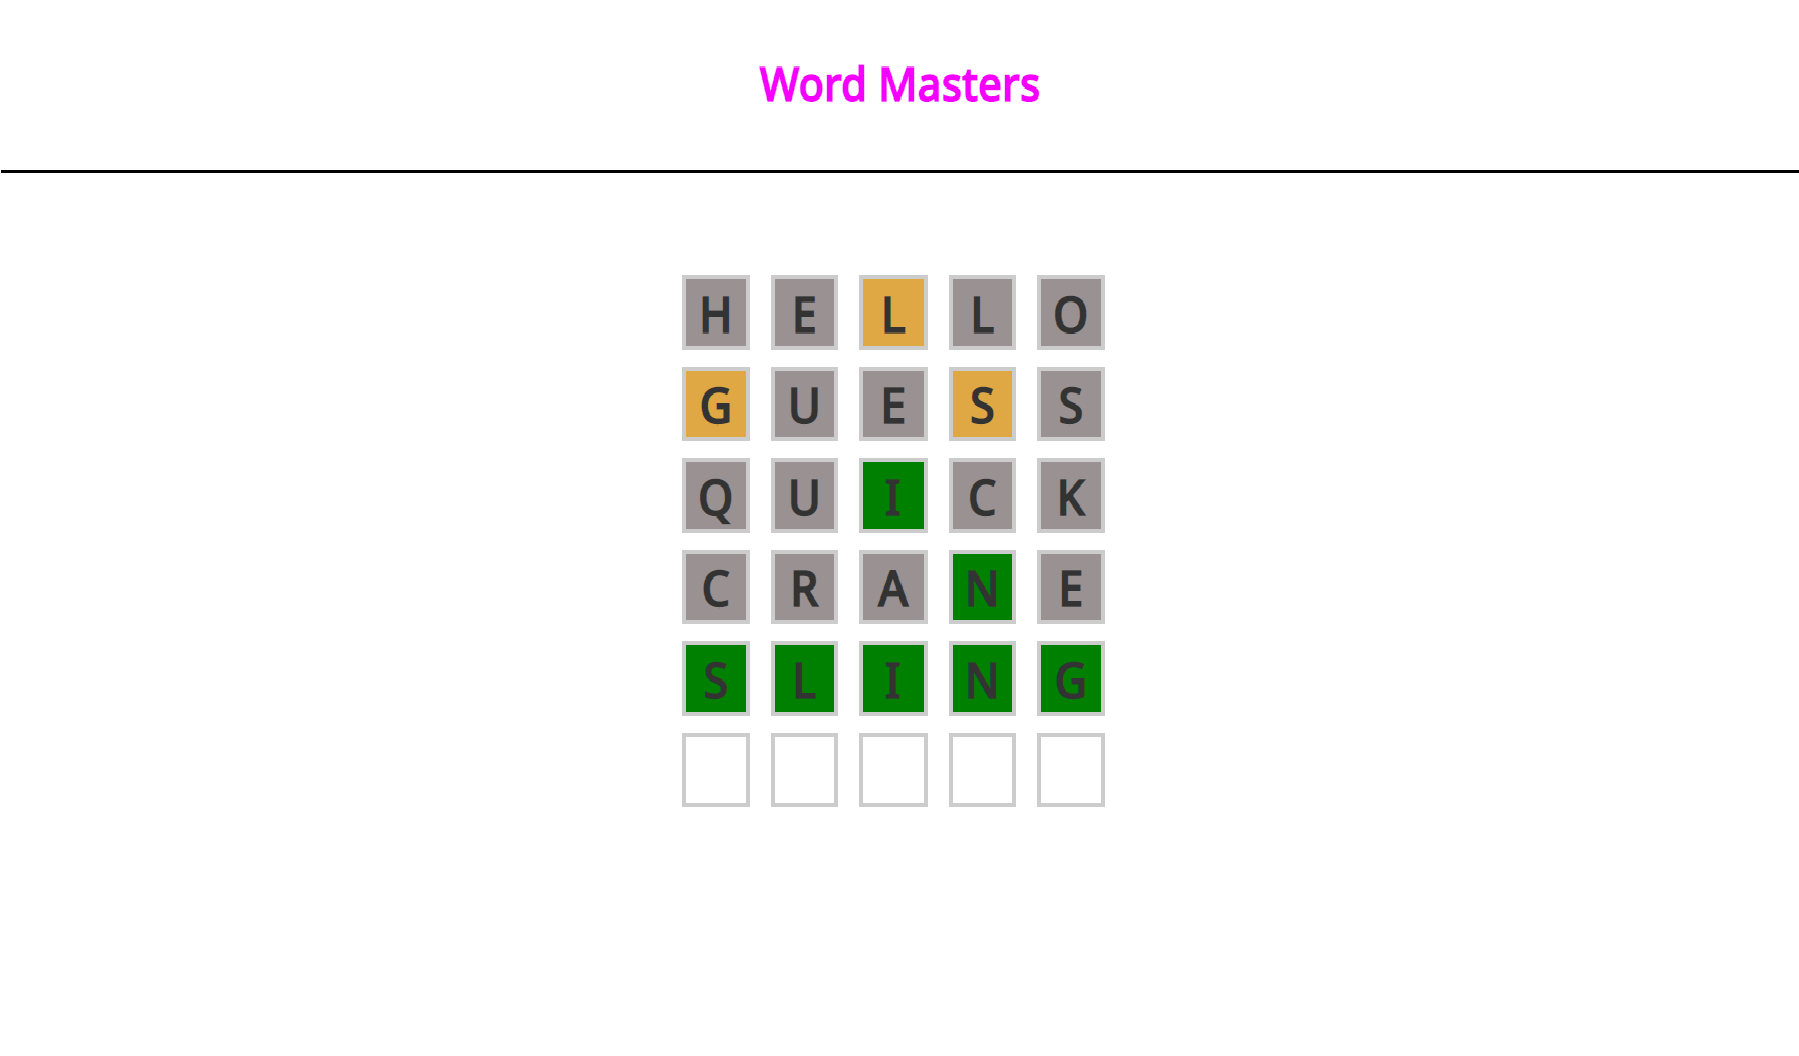 Word Masters
H E L L O
G U E S S
Q U I C K
C R A N E
S L I N G